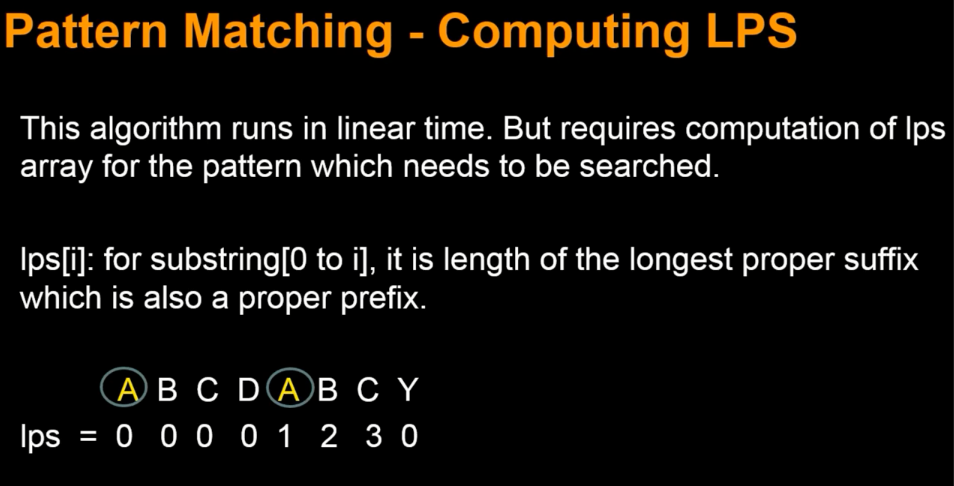 Pattern Matching - Computing LPS
This algorithm runs in linear time. But requires computation of lps
array for the pattern which needs to be searched.
lps[i]: for substring[0 to i], it is length of the longest proper suffix
which is also a proper prefix.
A B C D A B C Y
lps = 0 0 0 0 1 2 3 0